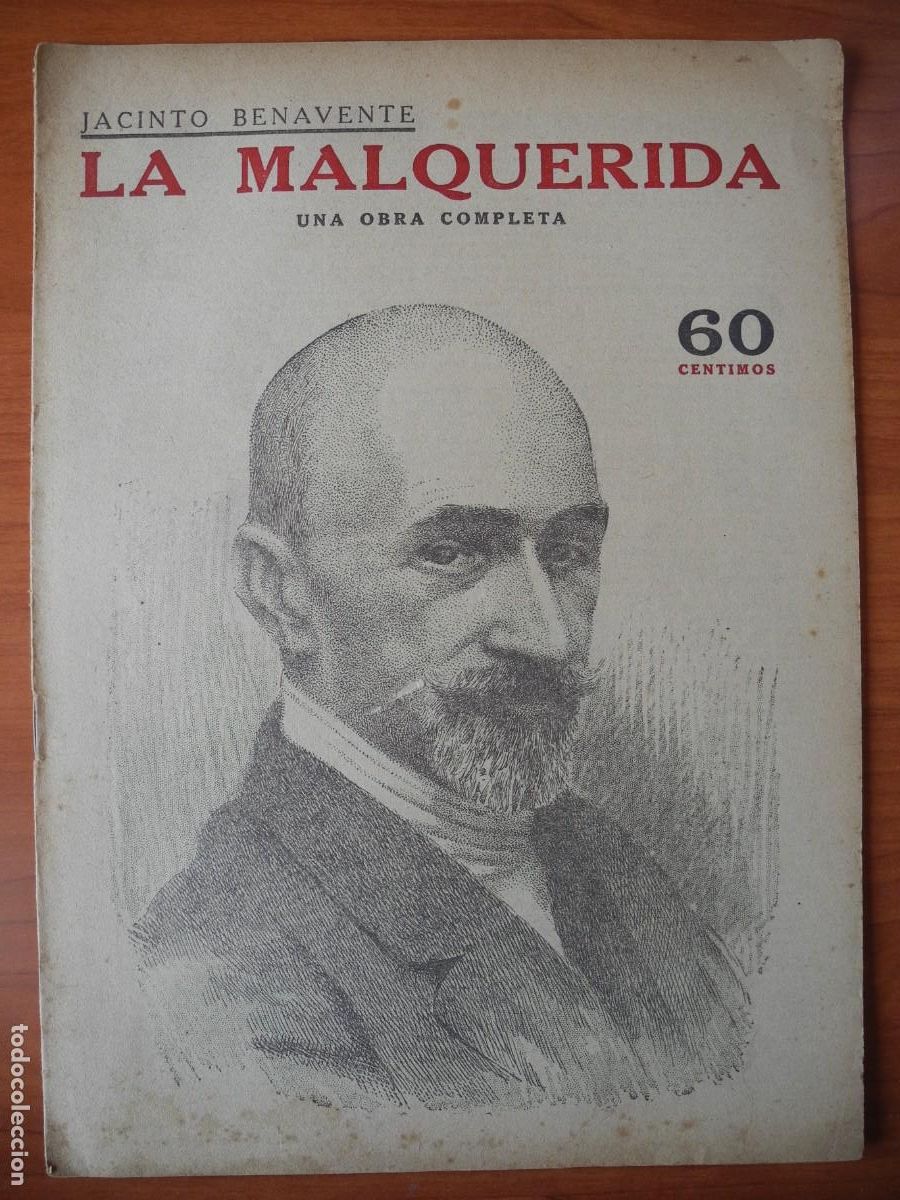 JACINTO BENAVENTE
LA MALQUERIDA
UNA OBRA COMPLETA
60
CENTIMOS
todocoleccion